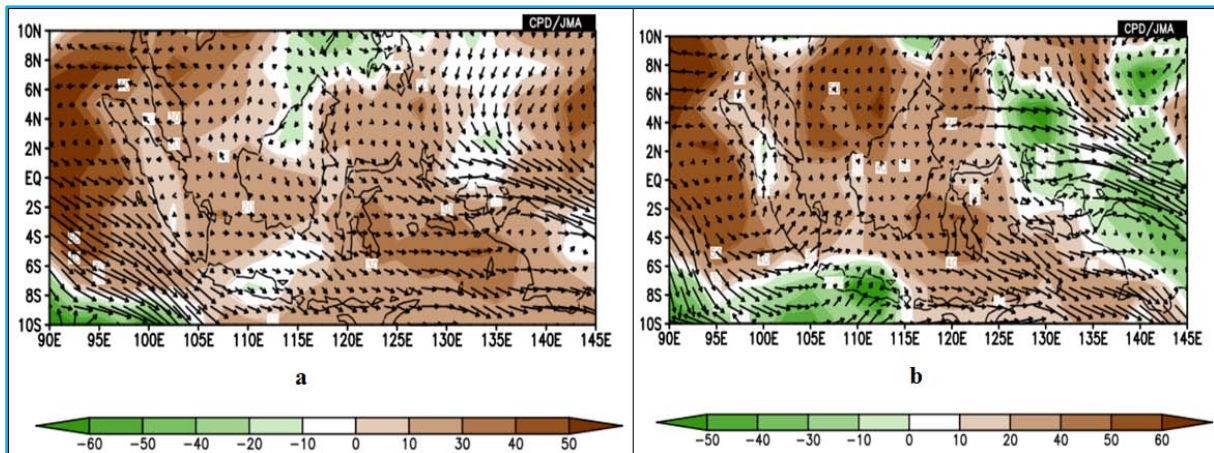 CPD/JMA
10N
8N
6N
4N
2N
EQ
2S
4S
6S
8S
10S
90E 95E 100E 105E 110E 115E 120E 125E 130E 135E 140E 145E
a
-60 -50 -40 -20 -10 0 10 30 40 50
CPD/JMA
10N
8N
6N
4N
2N
EQ
2S
4S
6S
8S
10S
90E 95E 100E 105E 110E 115E 120E 125E 130E 135E 140E 145E
b
-50 -40 -30 -10 0 10 20 40 50 60